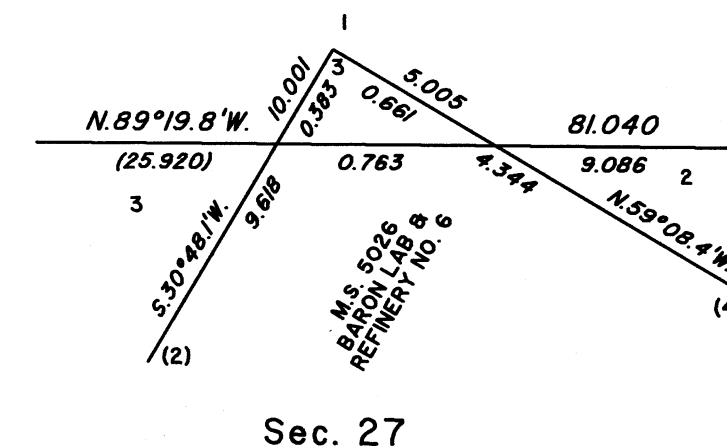 1
3
10.001
0.383
5.005
0.661
N.89°19.8'W.
81.040
(25.920)
0.763
4.344
9.086
2
3
9.618
S.30°48.1'W.
N.59°08.4'W.
M.S. 5026
BARON LAB &
REFINERY NO. 6
(2)
Sec. 27